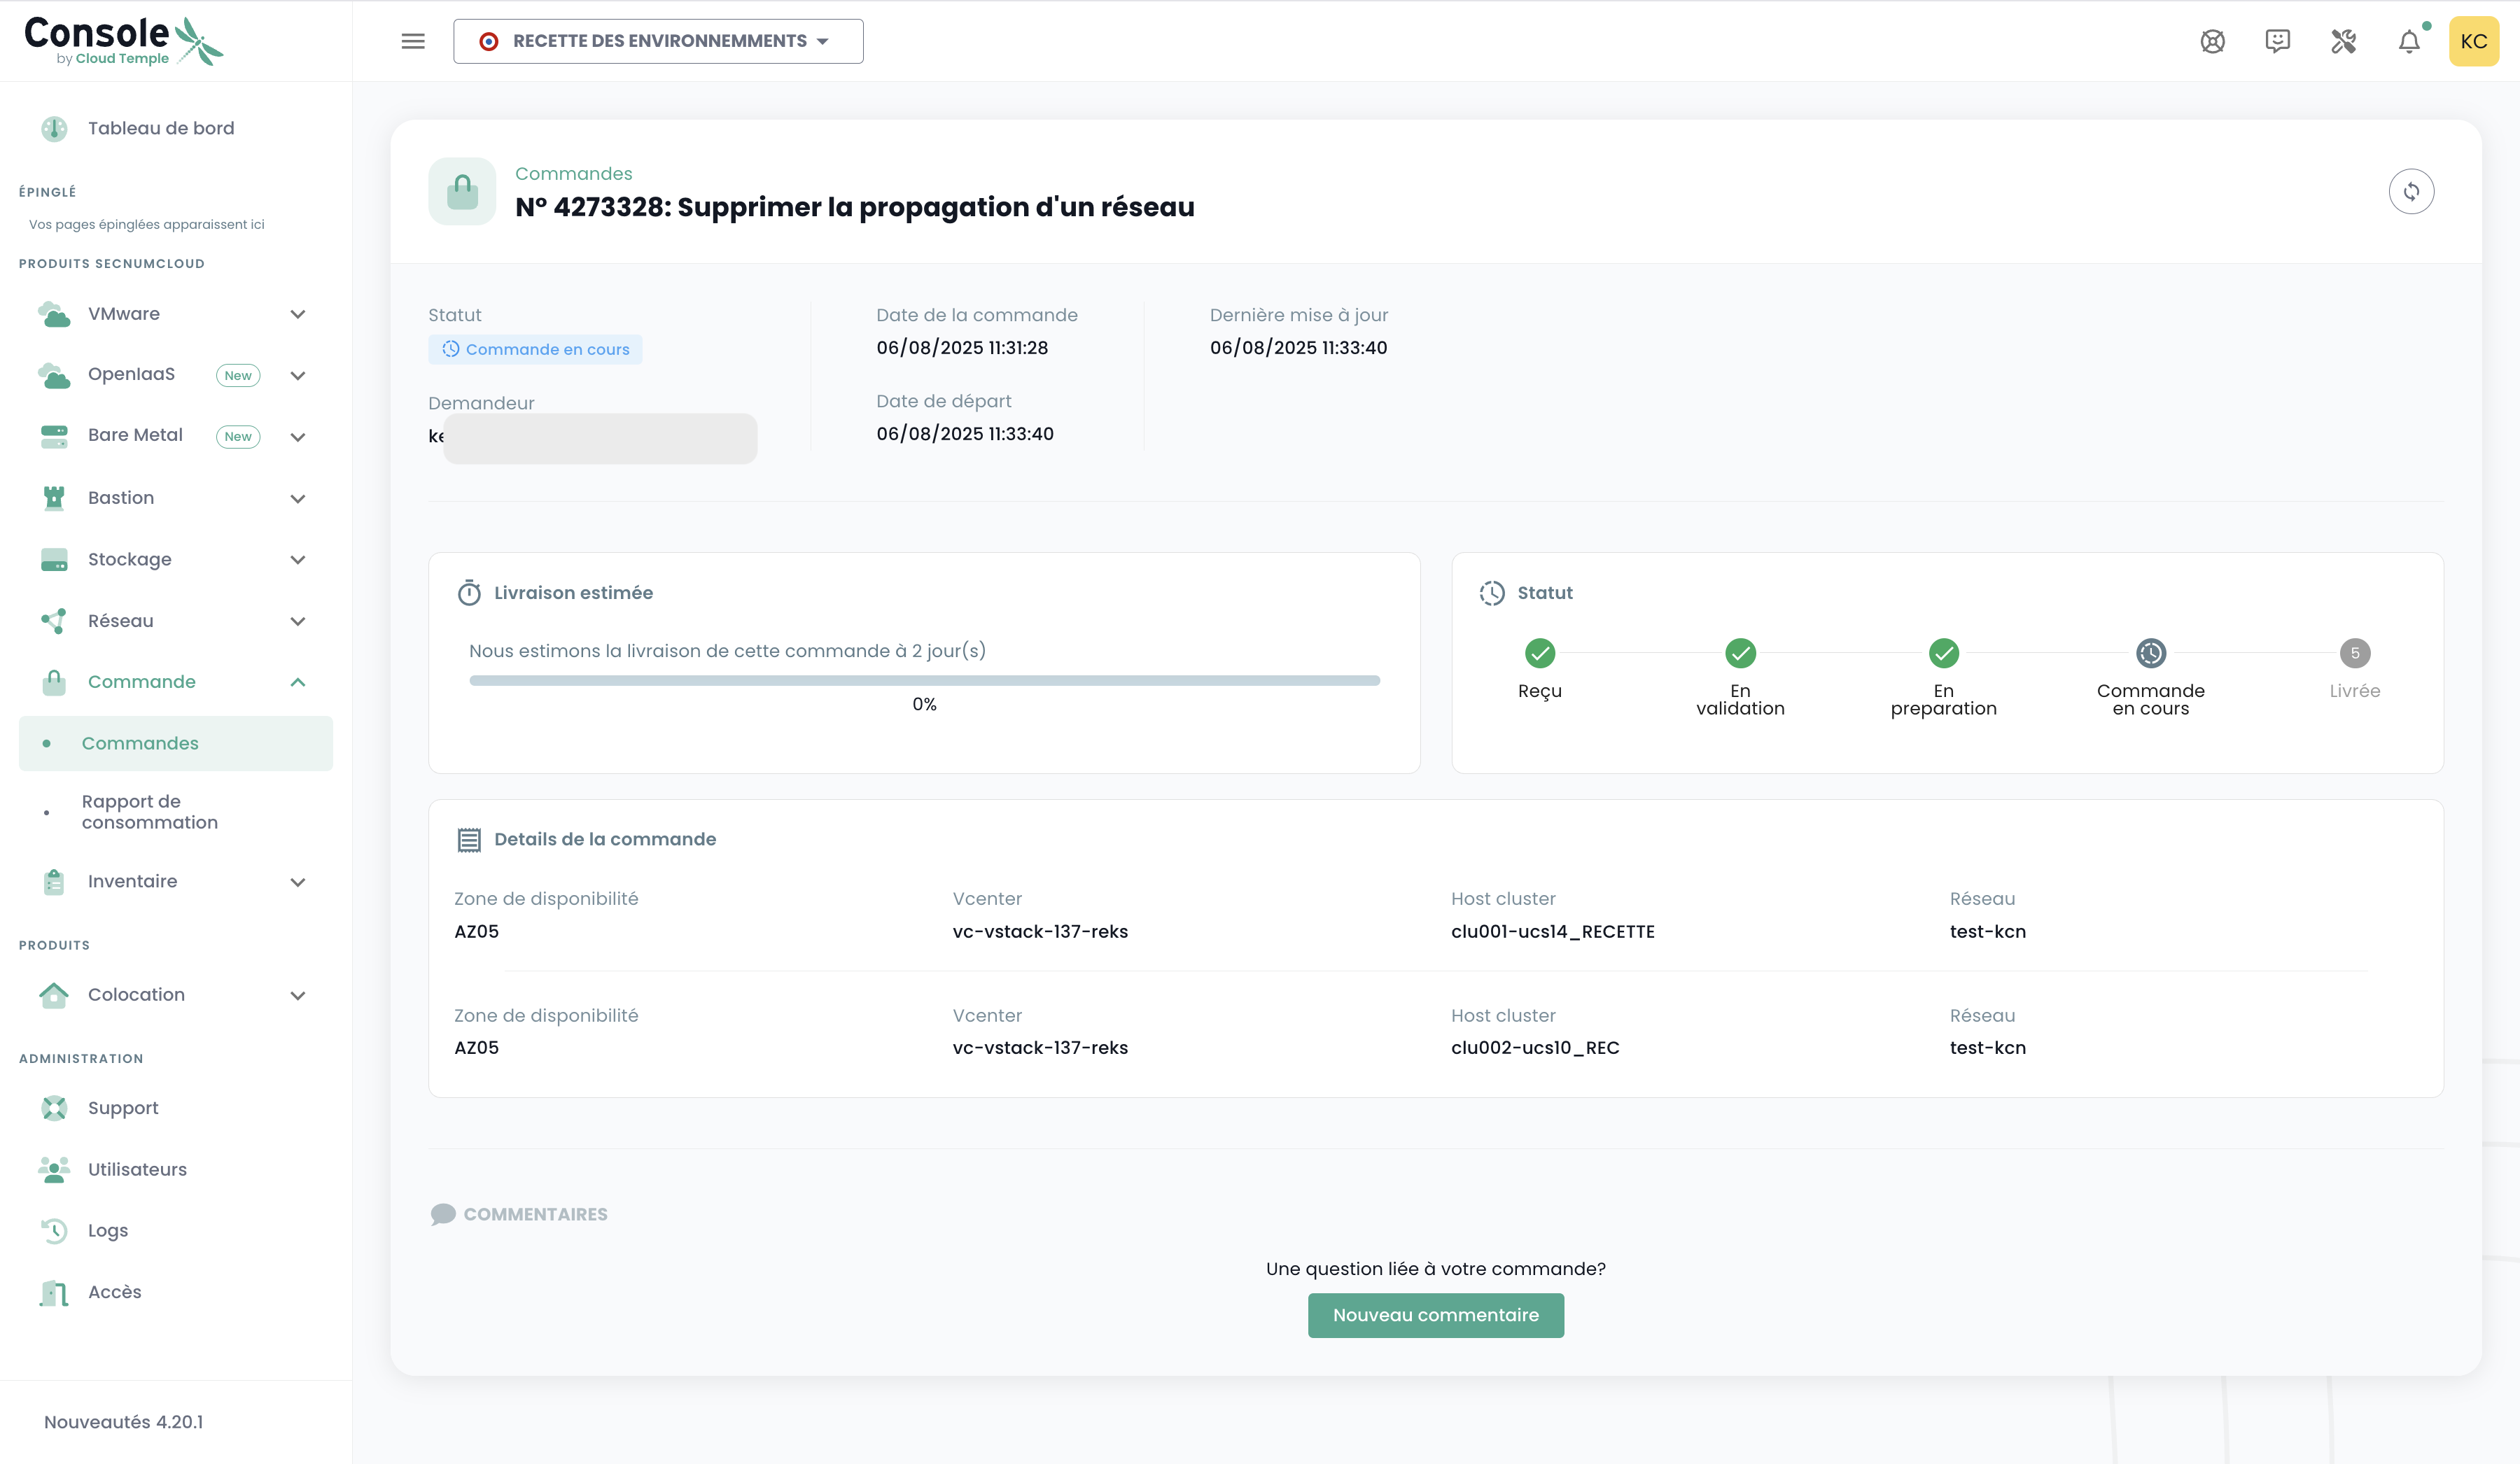 Console
by Cloud Temple
RECETTE DES ENVIRONNEMMENTS
KC
Tableau de bord
ÉPINGLÉ
Vos pages épinglées apparaissent ici
PRODUITS SECNUMCLOUD
VMware
OpenIaaS New
Bare Metal New
Bastion
Stockage
Réseau
Commande
Commandes
Rapport de
consommation
Inventaire
PRODUITS
Colocation
ADMINISTRATION
Support
Utilisateurs
Logs
Accès
Nouveautés 4.20.1
Commandes
N° 4273328: Supprimer la propagation d'un réseau
Statut
Commande en cours
Demandeur
Date de la commande
06/08/2025 11:31:28
Date de départ
06/08/2025 11:33:40
Dernière mise à jour
06/08/2025 11:33:40
Livraison estimée
Nous estimons la livraison de cette commande à 2 jour(s)
0%
Statut
Reçu
En
validation
En
preparation
Commande
en cours
5
Livrée
Details de la commande
Zone de disponibilité Vcenter Host cluster Réseau
AZ05 vc-vstack-137-reks clu001-ucs14_RECETTE test-kcn
Zone de disponibilité Vcenter Host cluster Réseau
AZ05 vc-vstack-137-reks clu002-ucs10_REC test-kcn
COMMENTAIRES
Une question liée à votre commande?
Nouveau commentaire